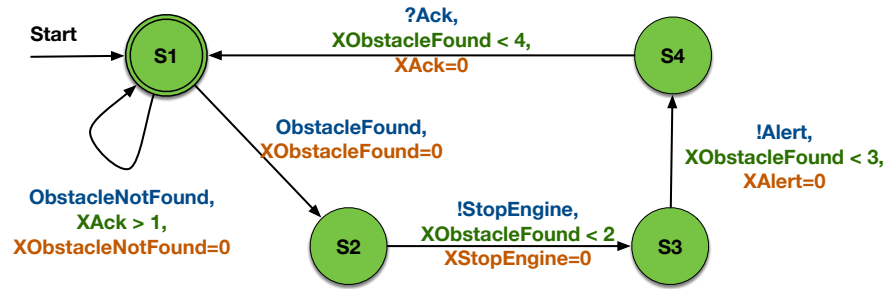 Start
S1
?Ack,
XObstacleFound < 4,
XAck=0
S4
ObstacleFound,
XObstacleFound=0
!Alert,
XObstacleFound < 3,
XAlert=0
ObstacleNotFound,
XAck > 1,
XObstacleNotFound=0
S2
!StopEngine,
XObstacleFound < 2
XStopEngine=0
S3